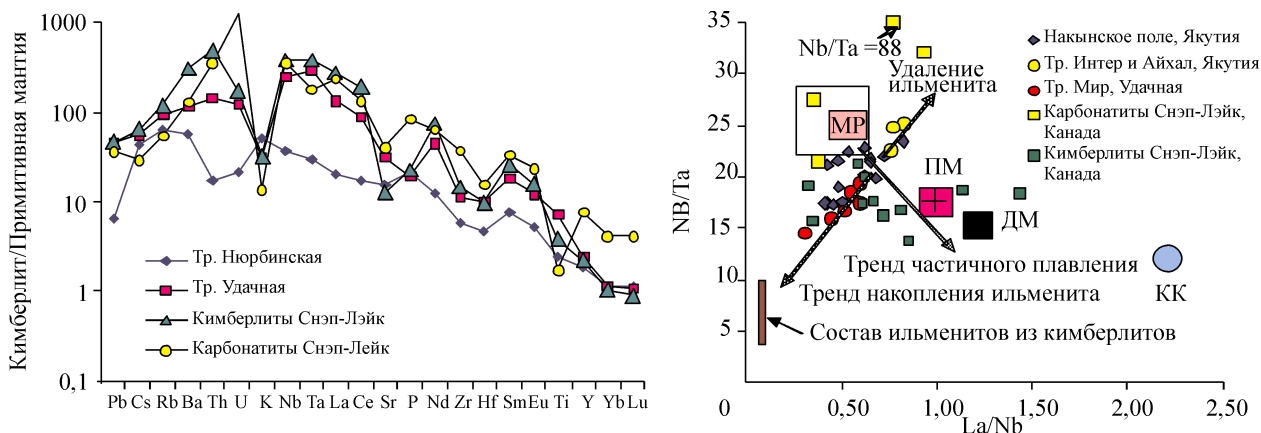 Кимберлит/Примитивная мантия
1000
100
10
1
0,1
Тр. Нюрбинская
Тр. Удачная
Кимберлиты Снэп-Лэйк
Карбонатиты Снэп-Лейк
Pb Cs Rb Ba Th U K Nb Ta La Ce Sr P Nd Zr Hf Sm Eu Ti Y Yb Lu
NB/Ta
35
30
25
20
15
10
5
0 0,50 1,00 1,50 2,00 2,50
La/Nb
Nb/Ta =88
Удаление
ильменита
МР
ПМ
ДМ
КК
Тренд частичного плавления
Тренд накопления ильменита
Состав ильменитов из кимберлитов
Накынское поле, Якутия
Тр. Интер и Айхал, Якутия
Тр. Мир, Удачная
Карбонатиты Снэп-Лэйк,
Канада
Кимберлиты Снэп-Лэйк,
Канада